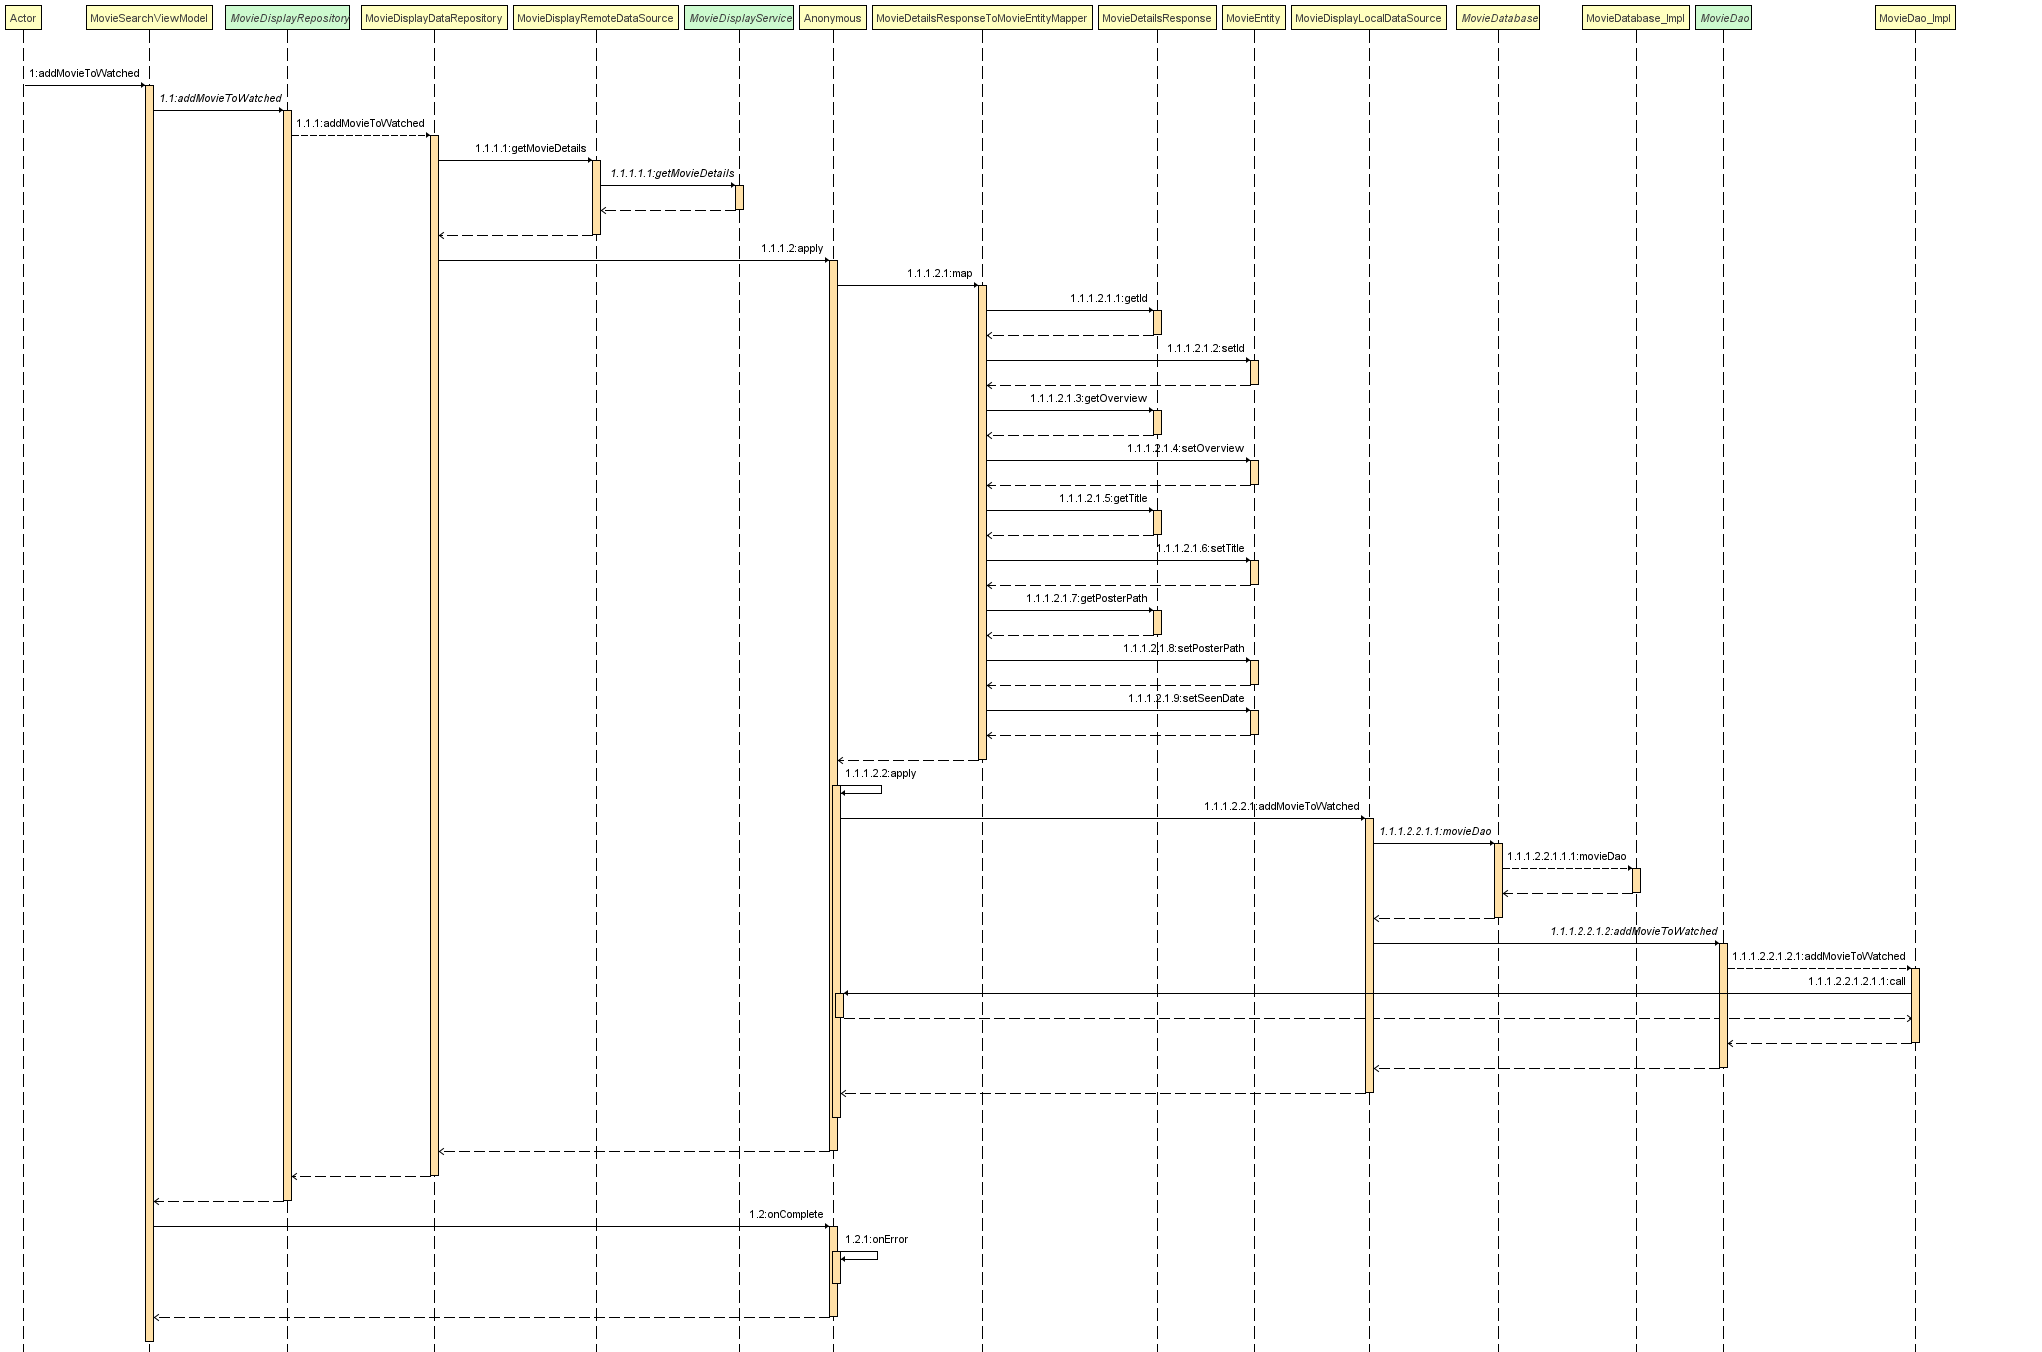 Actor MovieSearchViewModel MovieDisplayRepository MovieDisplayDataRepository MovieDisplayRemoteDataSource MovieDisplayService Anonymous MovieDetailsResponseToMovieEntityMapper MovieDetailsResponse MovieEntity MovieDisplayLocalDataSource MovieDatabase MovieDatabase_Impl MovieDao MovieDao_Impl
1:addMovieToWatched
1.1:addMovieToWatched
1.1.1:addMovieToWatched
1.1.1.1:getMovieDetails
1.1.1.1.1:getMovieDetails
1.1.1.2:apply
1.1.1.2.1:map
1.1.1.2.1.1:getId
1.1.1.2.1.2:setId
1.1.1.2.1.3:getOverview
1.1.1.2.1.4:setOverview
1.1.1.2.1.5:getTitle
1.1.1.2.1.6:setTitle
1.1.1.2.1.7:getPosterPath
1.1.1.2.1.8:setPosterPath
1.1.1.2.1.9:setSeenDate
1.1.1.2.2:apply
1.1.1.2.2.1:addMovieToWatched
1.1.1.2.2.1.1:movieDao
1.1.1.2.2.1.1.1:movieDao
1.1.1.2.2.1.2:addMovieToWatched
1.1.1.2.2.1.2.1:addMovieToWatched
1.1.1.2.2.1.2.1.1:call
1.2:onComplete
1.2.1:onError